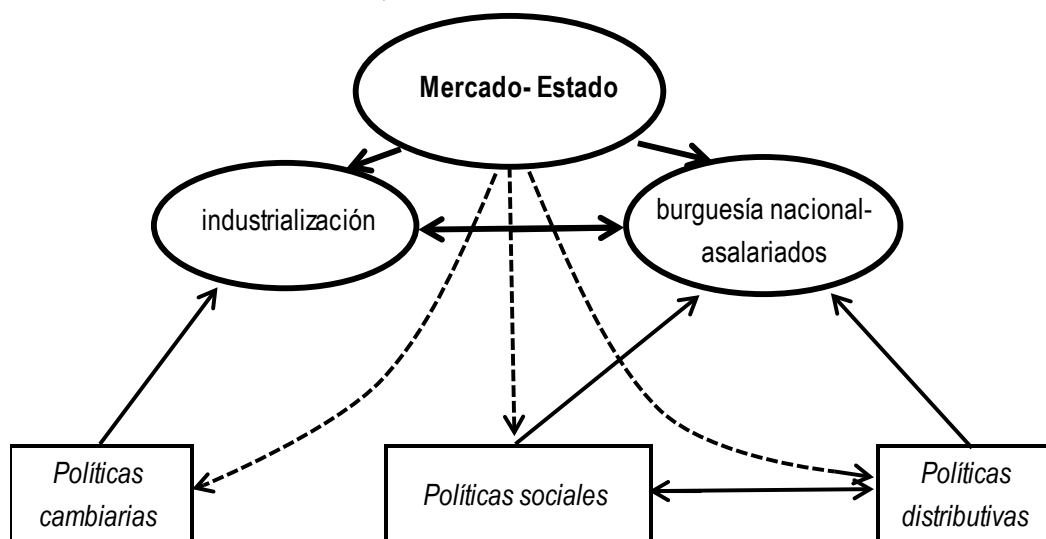 Mercado- Estado
industrialización
burguesía nacional-
asalariados
Políticas
cambiarias
Políticas sociales
Políticas
distributivas